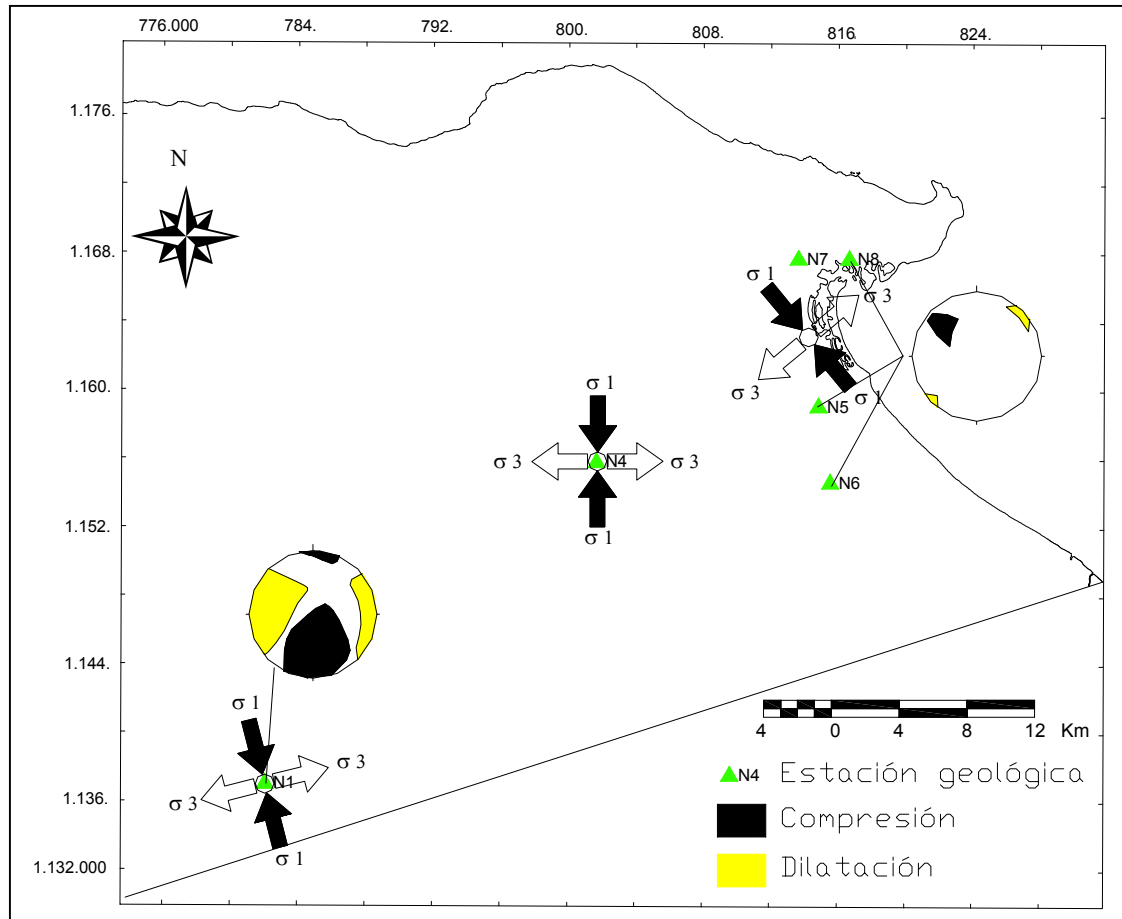 776.000 784. 792. 800. 808. 816 824.
1.176.
N
1.168.
N7
N8
σ 1
σ 3
1.160.
σ 3
σ 1
σ 1
N5
σ 3
N4
σ 3
N6
1.152.
σ 1
1.144.
σ 1
4 0 4 8 12 Km
σ 3
N1
N4 Estación geológica
1.136.
σ 3
Compresión
σ 1
1.132.000
Dilatación